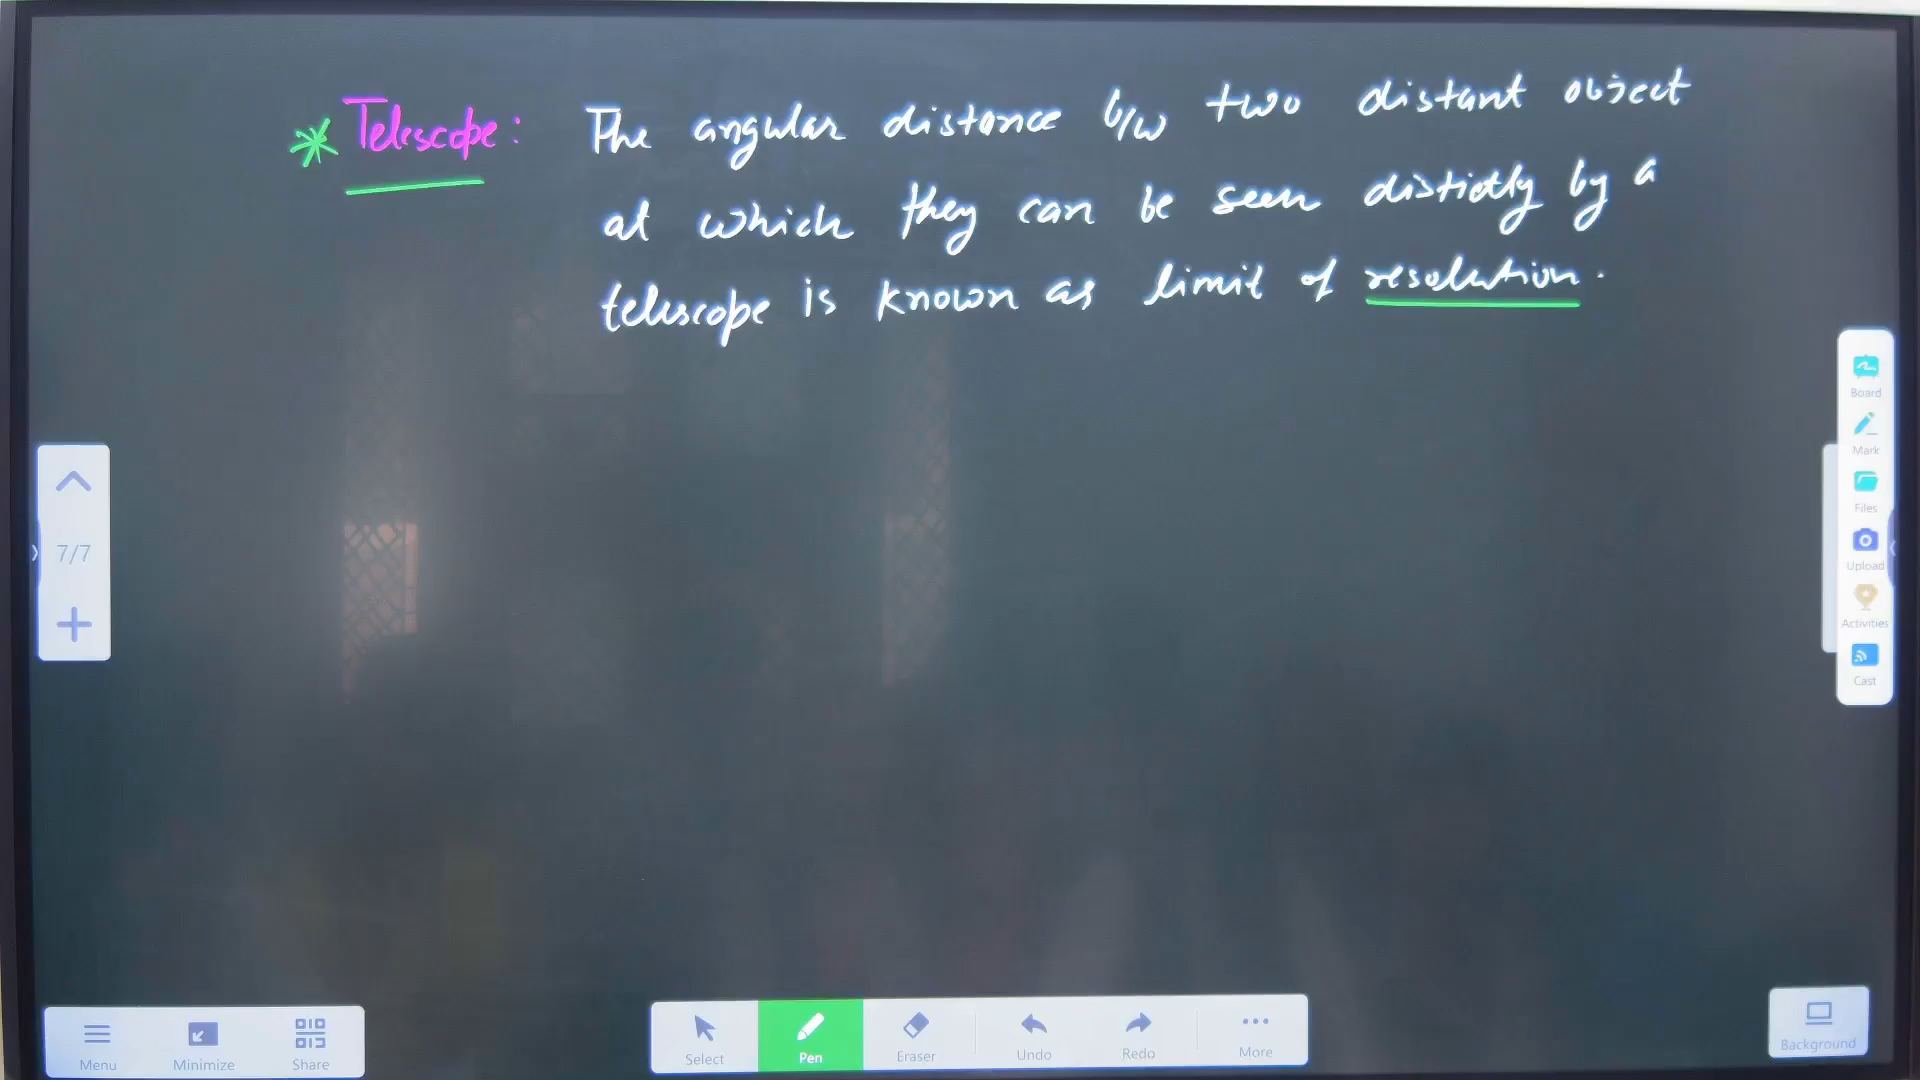 * Telescope: The angular distance b/w two distant object
at which they can be seen distictly by a
telescope is known as limit of resolution.
Board
Mark
Files
7/7
Upload
Activities
Cast
Menu Minimize Share Select Pen Eraser Undo Redo More Background